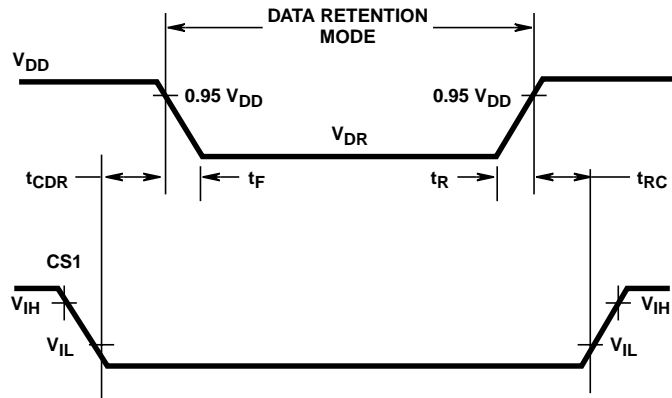 DATA RETENTION
MODE
VDD
0.95 VDD
0.95 VDD
VDR
tCDR
tF
tR
tRC
CS1
VIH
VIH
VIL
VIL